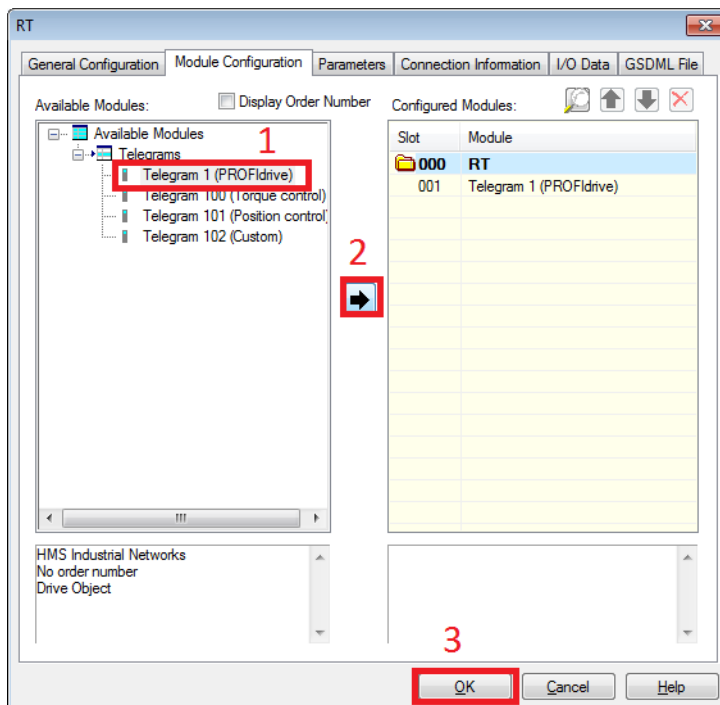 RT
General Configuration Module Configuration Parameters Connection Information I/O Data GSDML File
Available Modules: Display Order Number Configured Modules:
Available Modules
1
Telegrams
Telegram 1 (PROFIdrive)
Telegram 100 (Torque control)
Telegram 101 (Position control)
Telegram 102 (Custom)
2
Slot Module
000 RT
001 Telegram 1 (PROFIdrive)
HMS Industrial Networks
No order number
Drive Object
3
OK Cancel Help